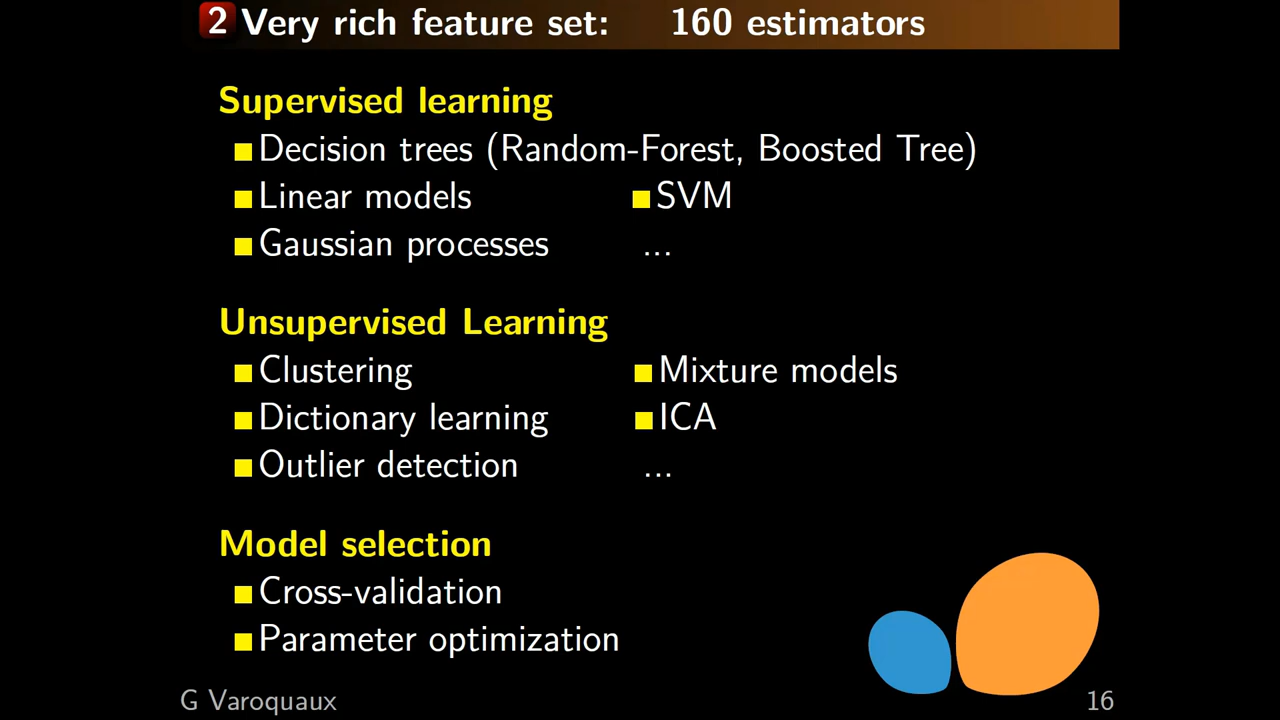 2 Very rich feature set: 160 estimators
Supervised learning
Decision trees (Random-Forest, Boosted Tree)
Linear models SVM
Gaussian processes ...
Unsupervised Learning
Clustering Mixture models
Dictionary learning ICA
Outlier detection ...
Model selection
Cross-validation
Parameter optimization
G Varoquaux 16